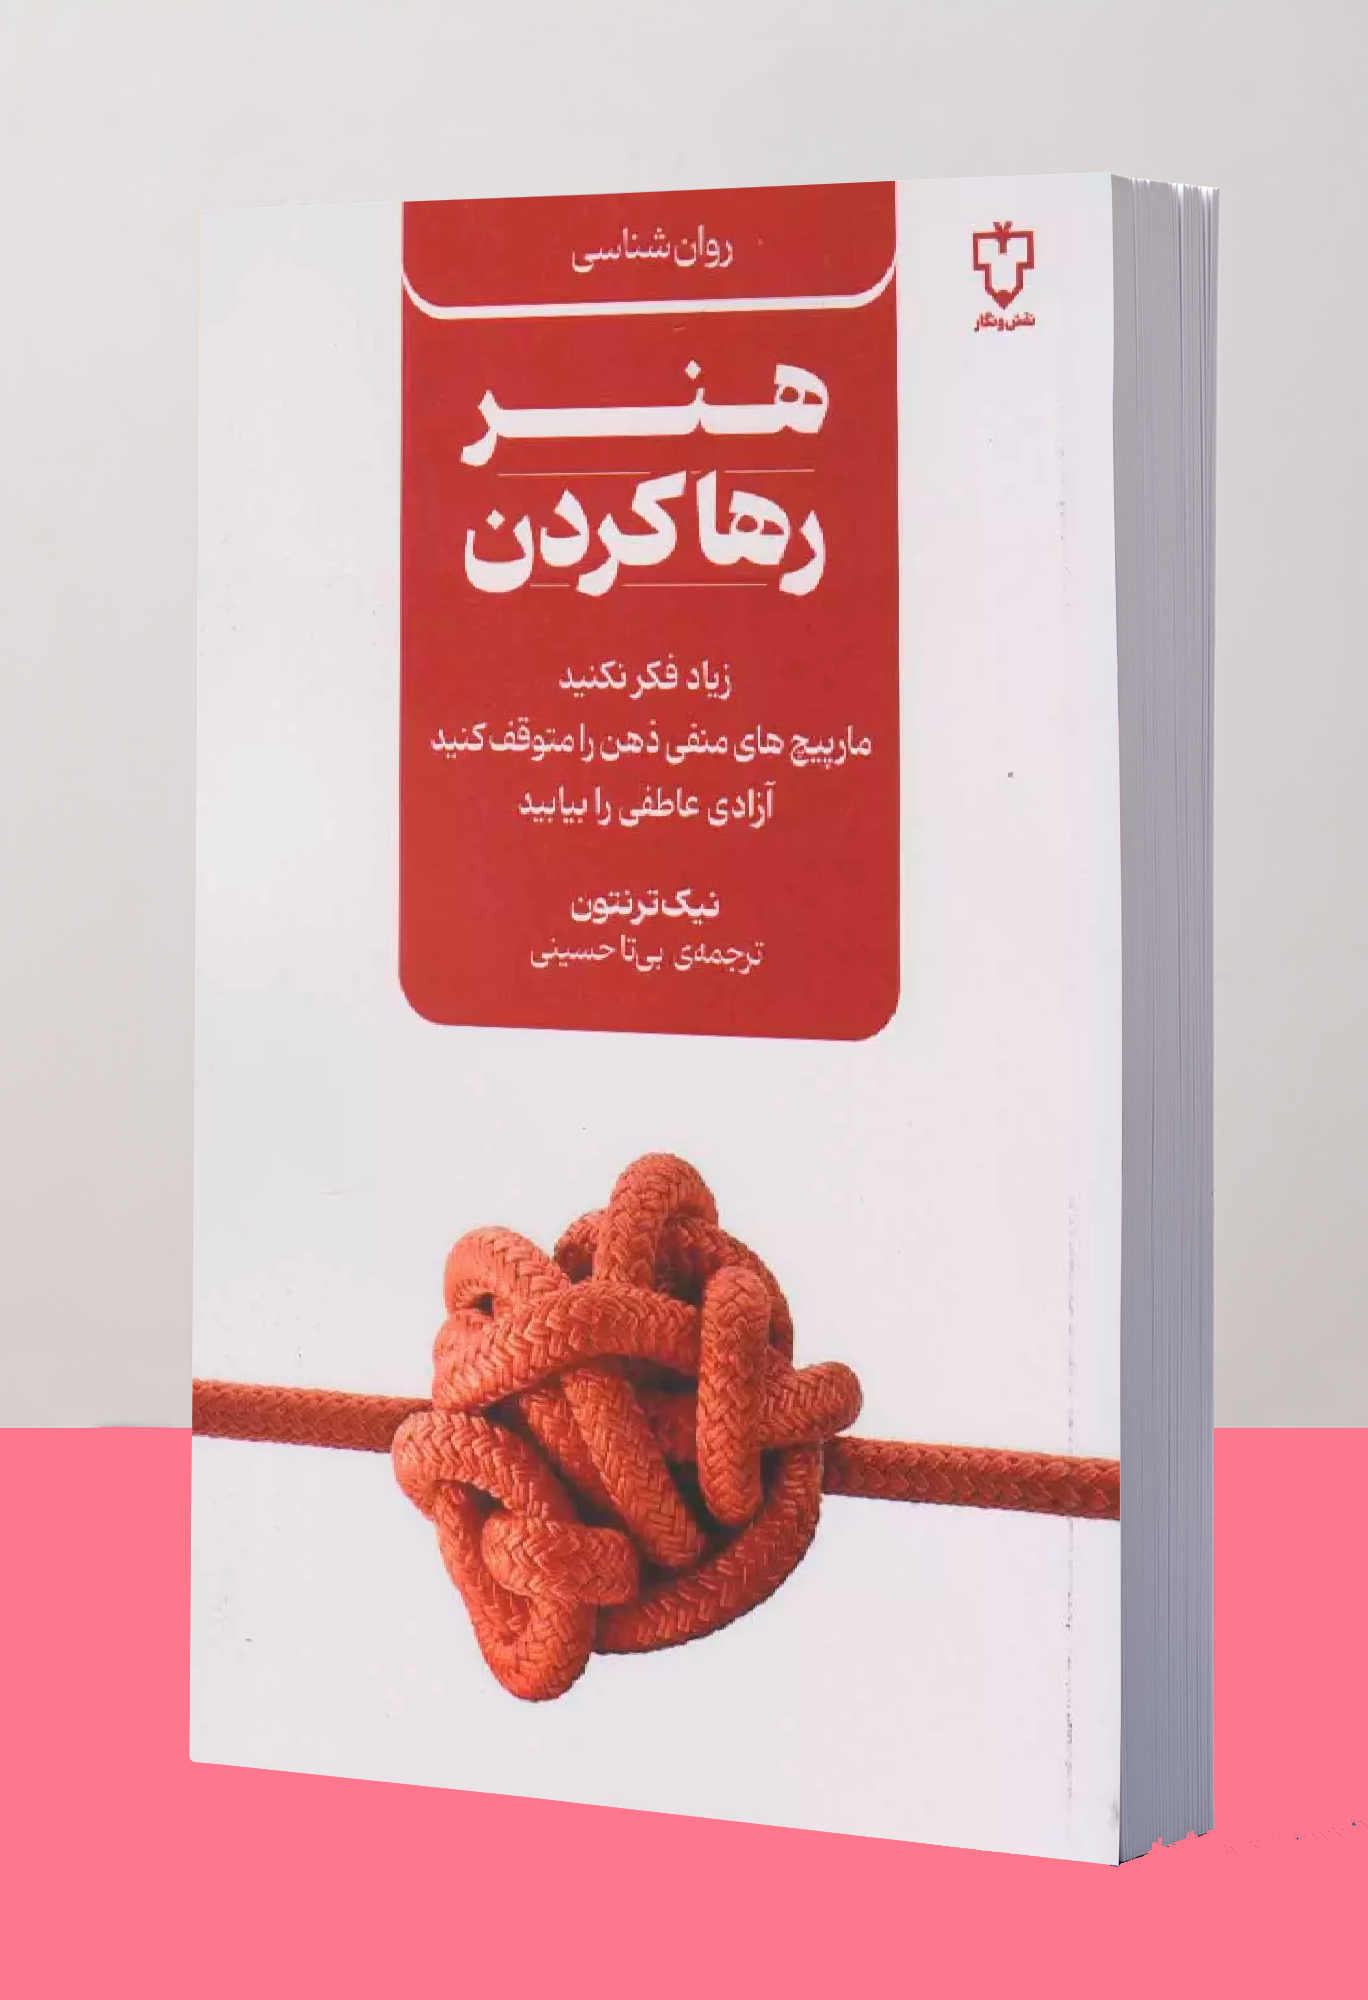 روان‌شناسی
نقش‌و‌نگار
هنر
رها کردن
زیاد فکر نکنید
مارپیچ های منفی ذهن را متوقف کنید
آزادی عاطفی را بیابید
نیک ترنتون
ترجمه‌ی بی‌تا حسینی